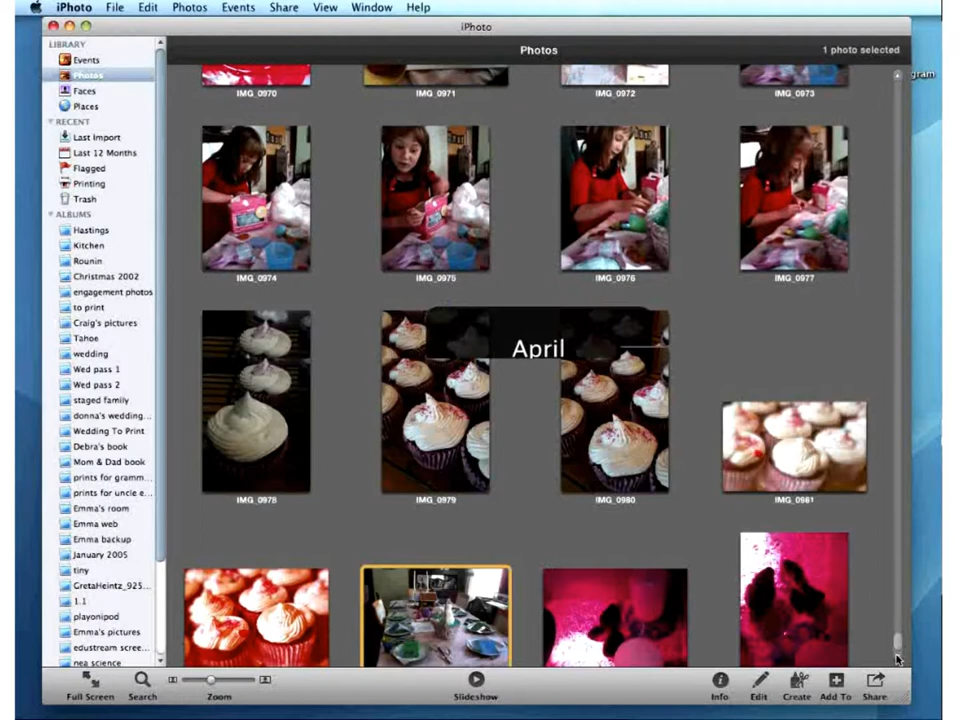 iPhoto File Edit Photos Events Share View Window Help
iPhoto
LIBRARY
Events
Photos
Faces
Places
RECENT
Last Import
Last 12 Months
Flagged
Printing
Trash
ALBUMS
Hastings
Kitchen
Rounin
Christmas 2002
engagement photos
to print
Craig's pictures
Tahoe
wedding
Wed pass 1
Wed pass 2
staged family
donna's wedding...
Wedding To Print
Debra's book
Mom & Dad book
prints for gramm...
prints for uncle e...
Emma's room
Emma web
Emma backup
January 2005
tiny
GretaHeintz_925...
1.1
playonipod
Emma's pictures
edustream scree...
nea science
Photos 1 photo selected
gram
IMG_0970 IMG_0971 IMG_0972 IMG_0973
IMG_0974 IMG_0975 IMG_0976 IMG_0977
April
IMG_0978 IMG_0979 IMG_0980 IMG_0981
Full Screen Search Zoom Slideshow Info Edit Create Add To Share